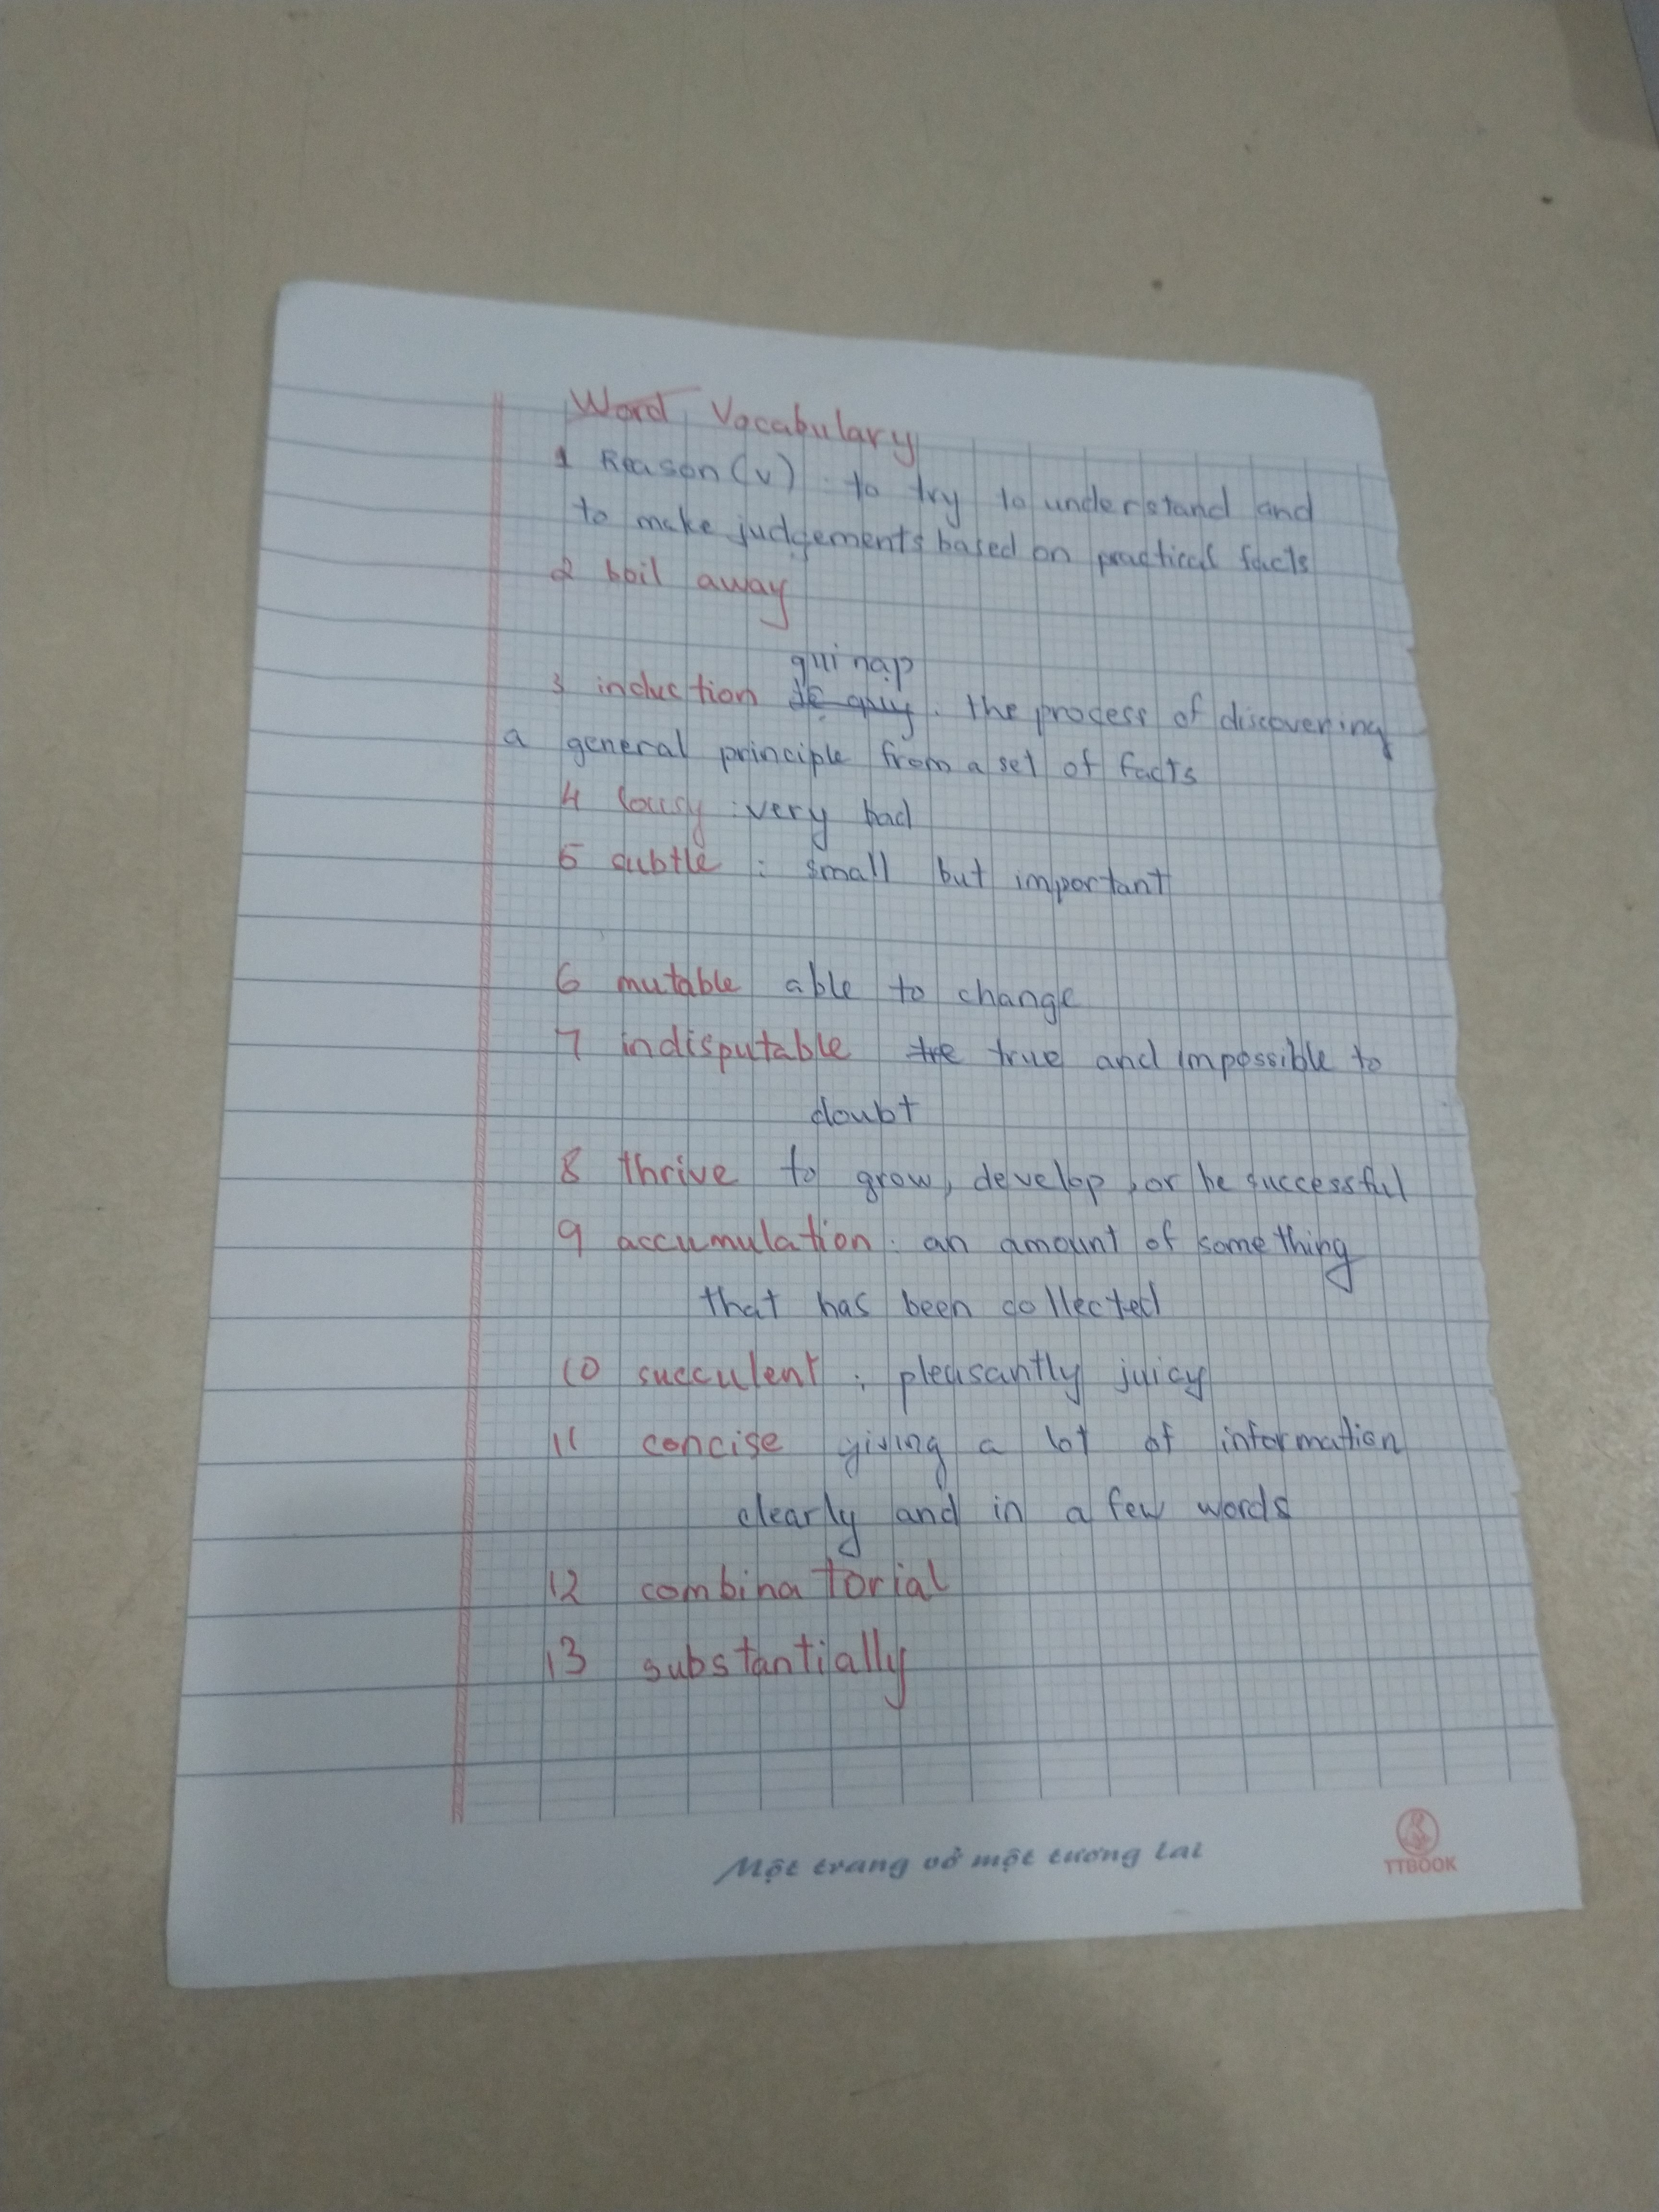 Word Vocabulary
1 Reason (v) : to try to understand and
to make judgements based on practical facts
2 boil away
qui nạp
3 induction : the process of discovering
a general principle from a set of facts
4 lousy : very bad
5 subtle : small but important
6 mutable able to change
7 indisputable tre true and impossible to
doubt
8 thrive to grow, develop, or be successful
9 accumulation : an amount of something
that has been collected
10 succulent : pleasantly juicy
11 concise giving a lot of information
clearly and in a few words
12 combinatorial
13 substantially
Một trang vở một tương lai
TTBOOK